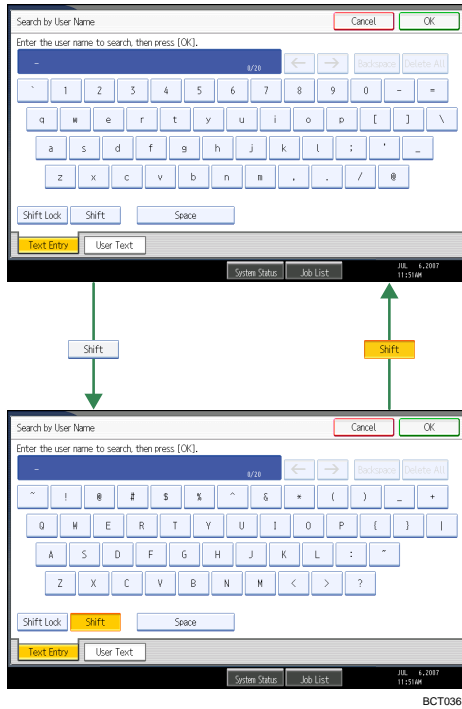 Search by User Name Cancel OK
Enter the user name to search, then press [OK].
_ 0/20 ← → Backspace Delete All
` 1 2 3 4 5 6 7 8 9 0 - =
q w e r t y u i o p [ ] \
a s d f g h j k l ; ' _
z x c v b n m , . / @
Shift Lock Shift Space
Text Entry User Text
System Status Job List JUL 6,2007
11:51AM
Shift Shift
Search by User Name Cancel OK
Enter the user name to search, then press [OK].
_ 0/20 ← → Backspace Delete All
~ ! @ # $ % ^ & * ( ) _ +
Q W E R T Y U I O P { } |
A S D F G H J K L : ~
Z X C V B N M < > ?
Shift Lock Shift Space
Text Entry User Text
System Status Job List JUL 6,2007
11:51AM
BCT036